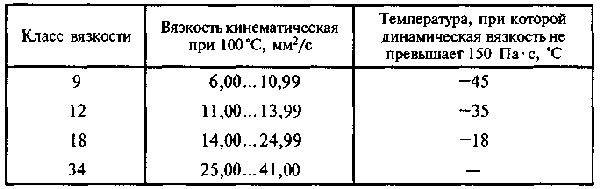 Класс вязкости
Вязкость кинематическая
при 100°С, мм²/с
Температура, при которой
динамическая вязкость не
превышает 150 Па·с, °С
9 6,00...10,99 −45
12 11,00...13,99 −35
18 14,00...24,99 −18
34 25,00...41,00 —